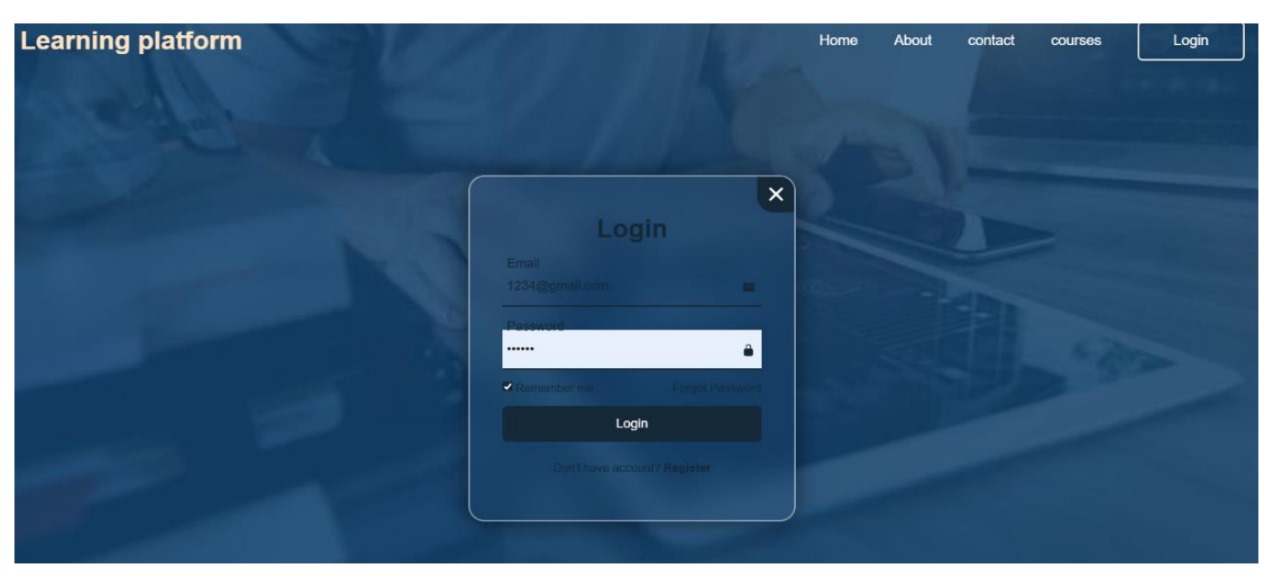 Learning platform
Home About contact courses Login
Login
Email
1234@gmail.com
Password
••••••
Remember me Forgot Password
Login
Don't have account? Register